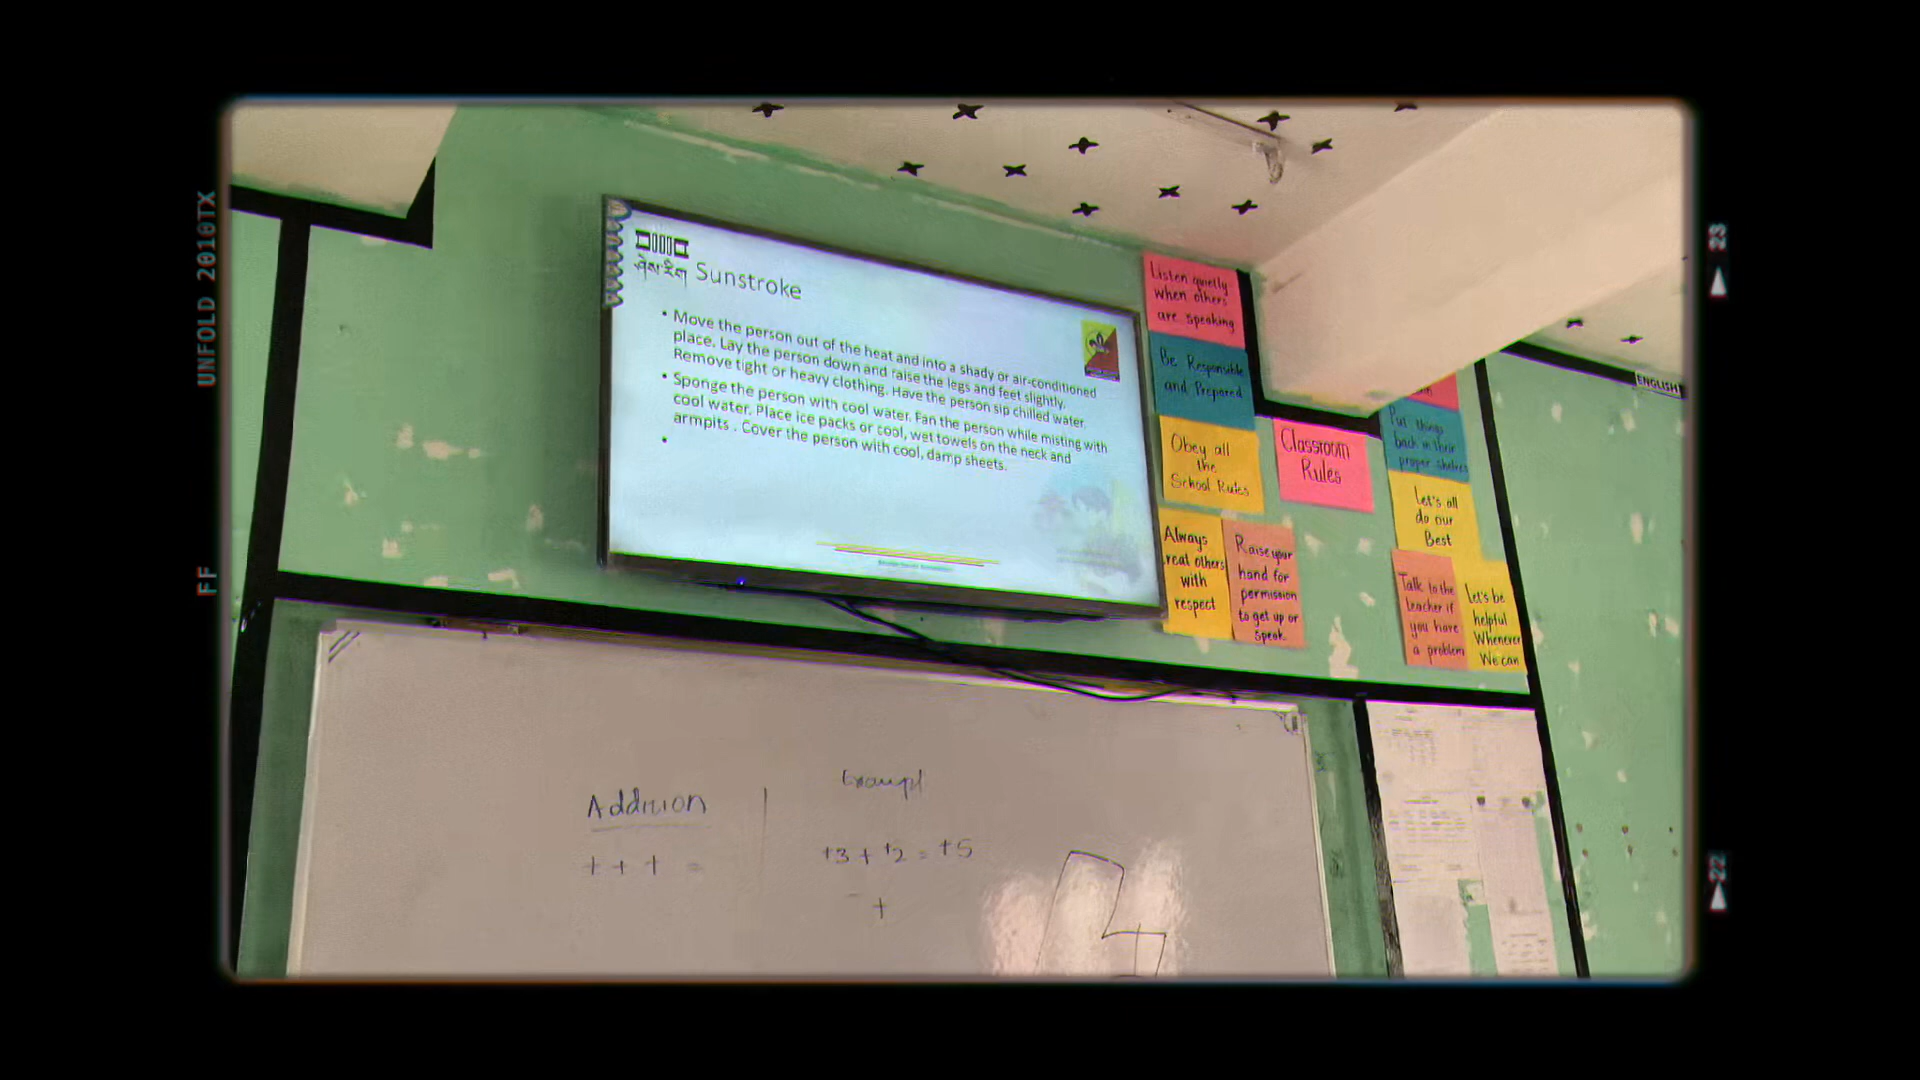 UNFOLD 2010TX
FF
23
22
ཤེས་རིག Sunstroke
• Move the person out of the heat and into a shady or air-conditioned
place. Lay the person down and raise the legs and feet slightly.
Remove tight or heavy clothing. Have the person sip chilled water.
• Sponge the person with cool water. Fan the person while misting with
cool water. Place ice packs or cool, wet towels on the neck and
armpits . Cover the person with cool, damp sheets.
•
Listen quietly
when others
are speaking
Be Responsible
and Prepared
Obey all
the
School Rules
Always
reat others
with
respect
Raise your
hand for
permission
to get up or
speak
Classroom
Rules
Put things
back in their
proper shelves
Let's all
do our
Best
Talk to the
teacher if
you have
a problem
Let's be
helpful
Whenever
We can
ENGLISH
Addition
+ + + =
Exampl
+3 + +2 = +5
- +